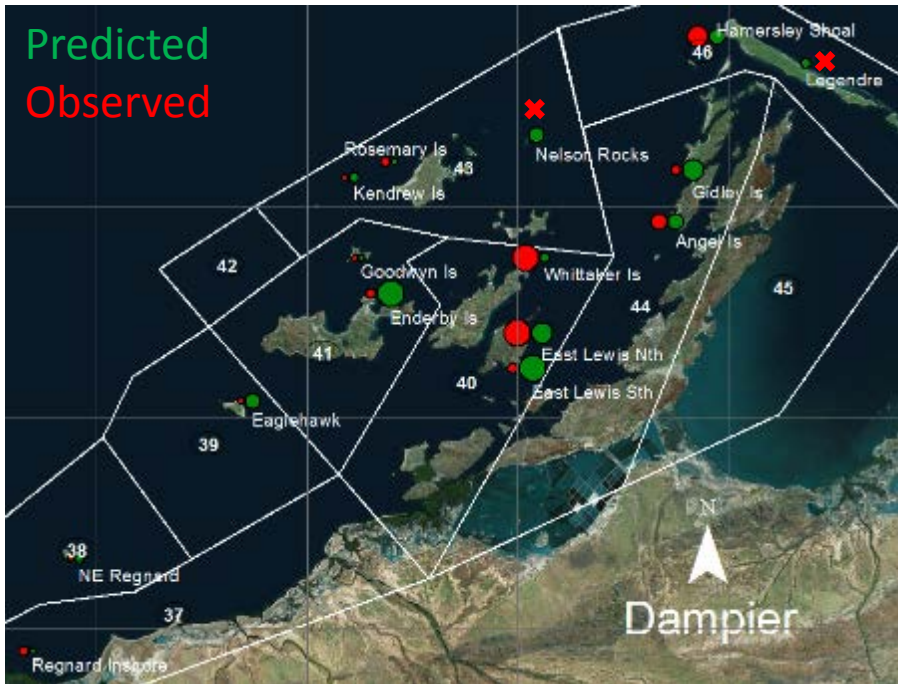 Predicted
Observed
Hamersley Shoal
46
Legendre
Rosemary Is
43
Nelson Rocks
Kendrew Is
Gidley Is
Angel Is
42
Goodwyn Is
Whittaker Is
45
Enderby Is
44
41
East Lewis Nth
40
East Lewis Sth
Eaglehawk
39
N
38
NE Regnard
37
Dampier
Regnard Inshore